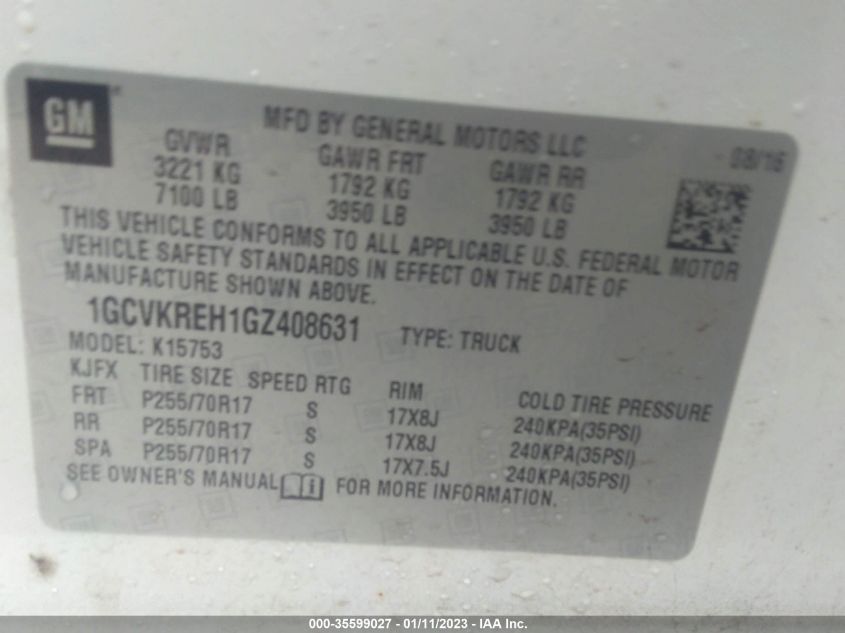 GM
MFD BY GENERAL MOTORS LLC
08/16
GVWR GAWR FRT GAWR RR
3221 KG 1792 KG 1792 KG
7100 LB 3950 LB 3950 LB
THIS VEHICLE CONFORMS TO ALL APPLICABLE U.S. FEDERAL MOTOR
VEHICLE SAFETY STANDARDS IN EFFECT ON THE DATE OF
MANUFACTURE SHOWN ABOVE.
1GCVKREH1GZ408631 TYPE: TRUCK
MODEL: K15753
KJFX TIRE SIZE SPEED RTG RIM COLD TIRE PRESSURE
FRT P255/70R17 S 17X8J 240KPA(35PSI)
RR P255/70R17 S 17X8J 240KPA(35PSI)
SPA P255/70R17 S 17X7.5J 240KPA(35PSI)
SEE OWNER'S MANUAL i FOR MORE INFORMATION.
000-35599027 - 01/11/2023 - IAA Inc.